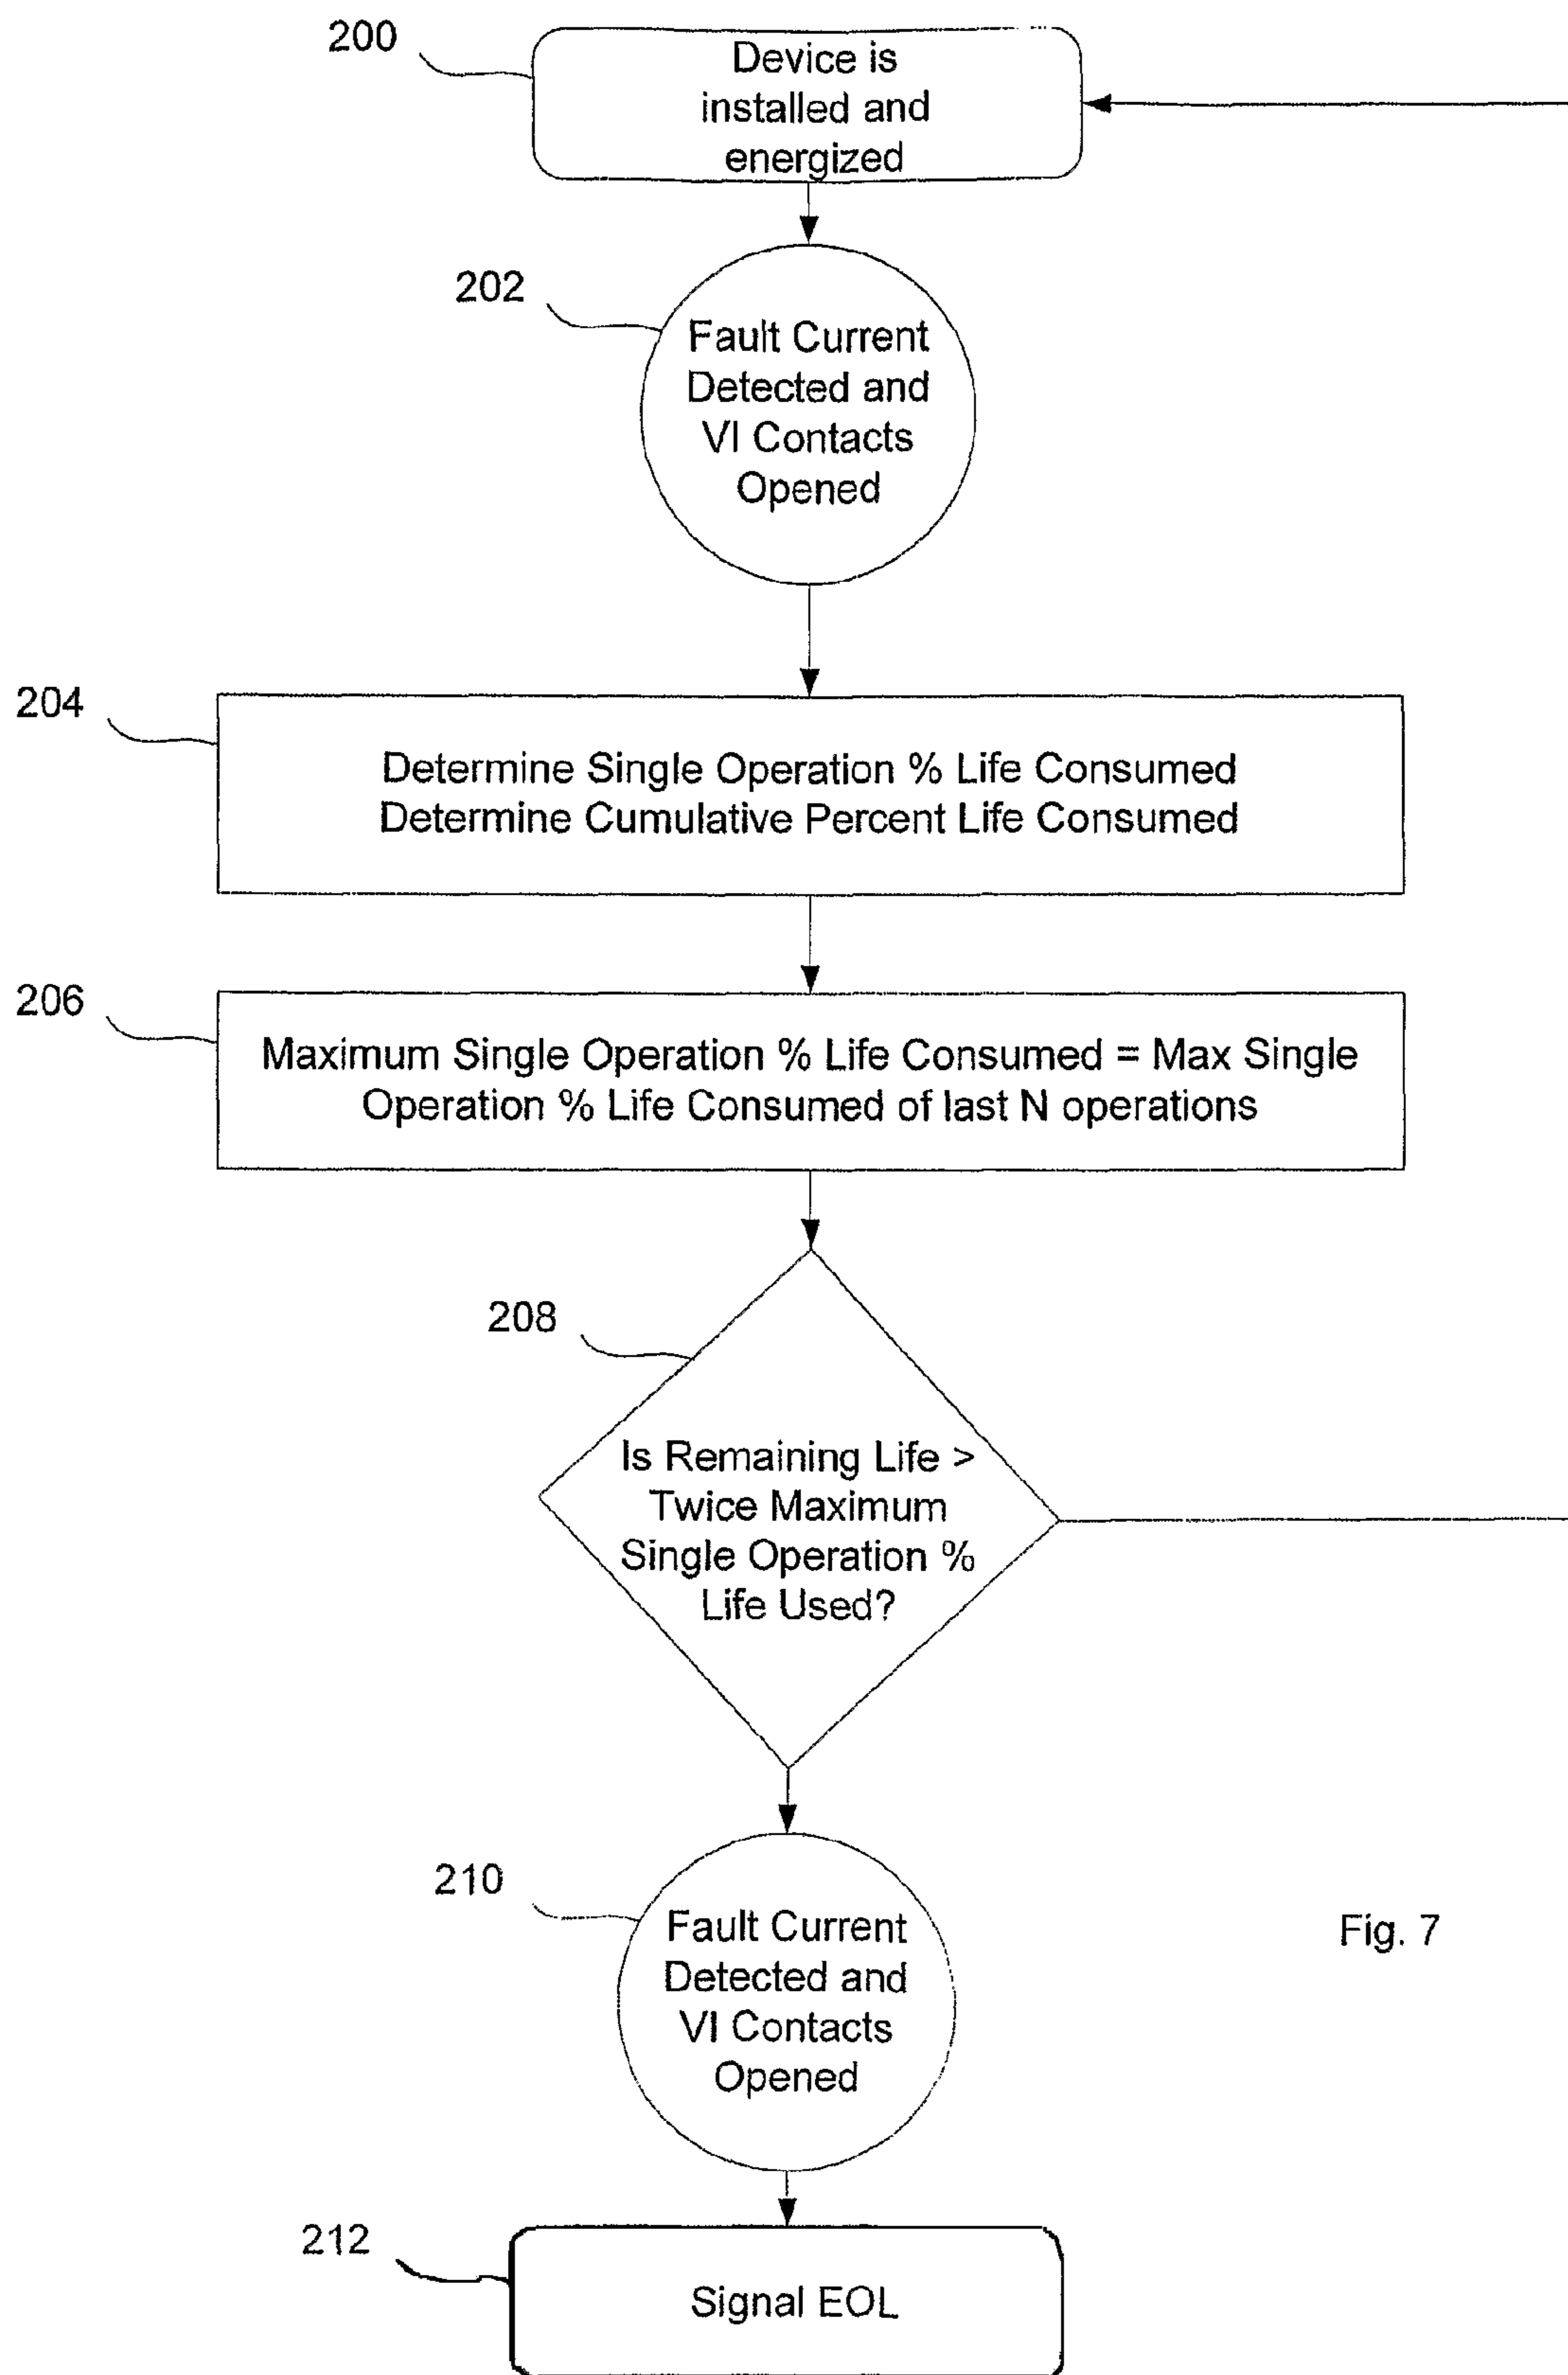 200
Device is
installed and
energized
202
Fault Current
Detected and
VI Contacts
Opened
204
Determine Single Operation % Life Consumed
Determine Cumulative Percent Life Consumed
206
Maximum Single Operation % Life Consumed = Max Single
Operation % Life Consumed of last N operations
208
Is Remaining Life >
Twice Maximum
Single Operation %
Life Used?
210
Fault Current
Detected and
VI Contacts
Opened
Fig. 7
212
Signal EOL